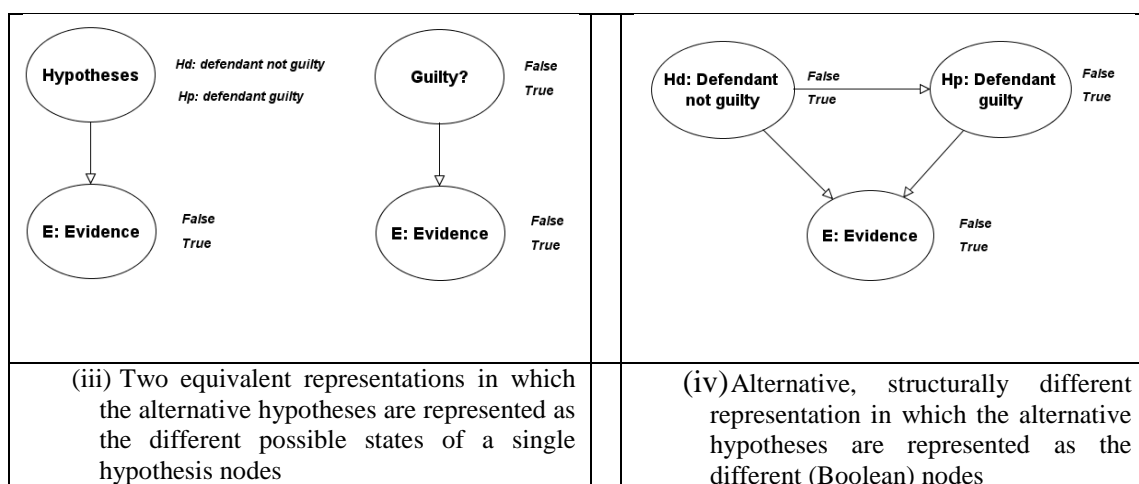 Hypotheses
Hd: defendant not guilty
Hp: defendant guilty
Guilty?
False
True
E: Evidence
False
True
E: Evidence
False
True
Hd: Defendant
not guilty
False
True
Hp: Defendant
guilty
False
True
E: Evidence
False
True
(iii) Two equivalent representations in which
the alternative hypotheses are represented as
the different possible states of a single
hypothesis nodes
(iv) Alternative, structurally different
representation in which the alternative
hypotheses are represented as the
different (Boolean) nodes